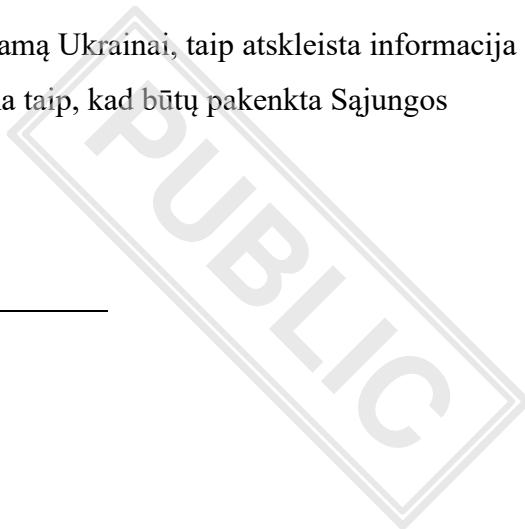 amą Ukrainai, taip atskleista informacija
a taip, kad būtų pakenkta Sąjungos
PUBLIC